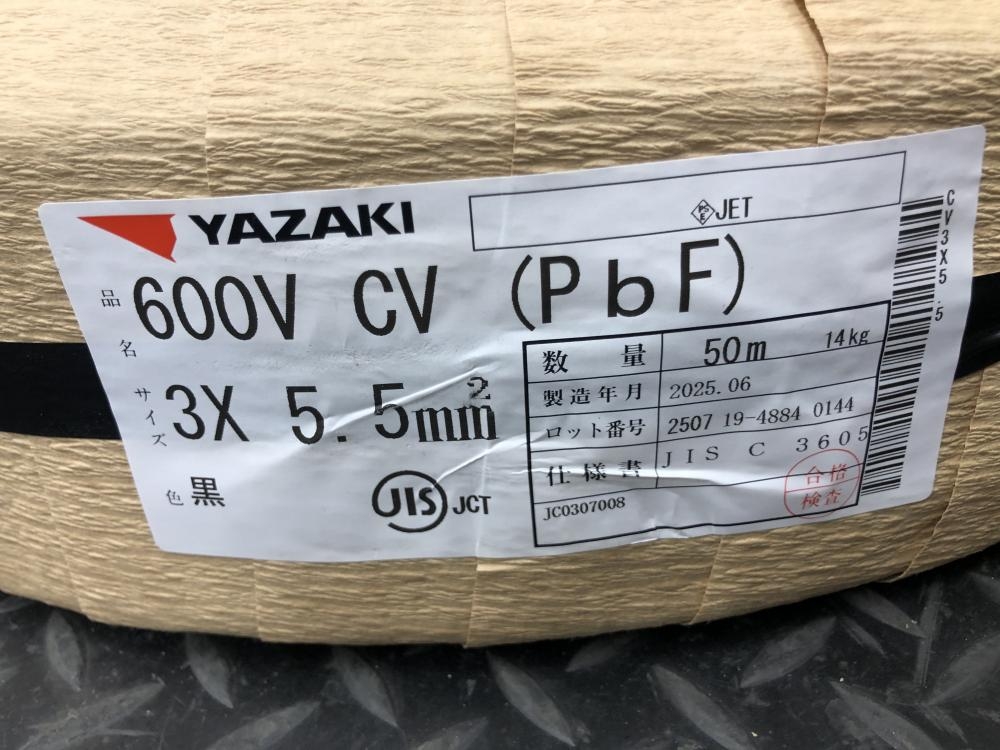 YAZAKI
PSE JET
品名 600V CV (PbF)
サイズ 3X 5.5mm²
色 黒
JIS JCT
数量 50m 14kg
製造年月 2025.06
ロット番号 2507 19-4884 0144
仕様書 JIS C 3605
JC0307008
合格
検査
CV3X5.5